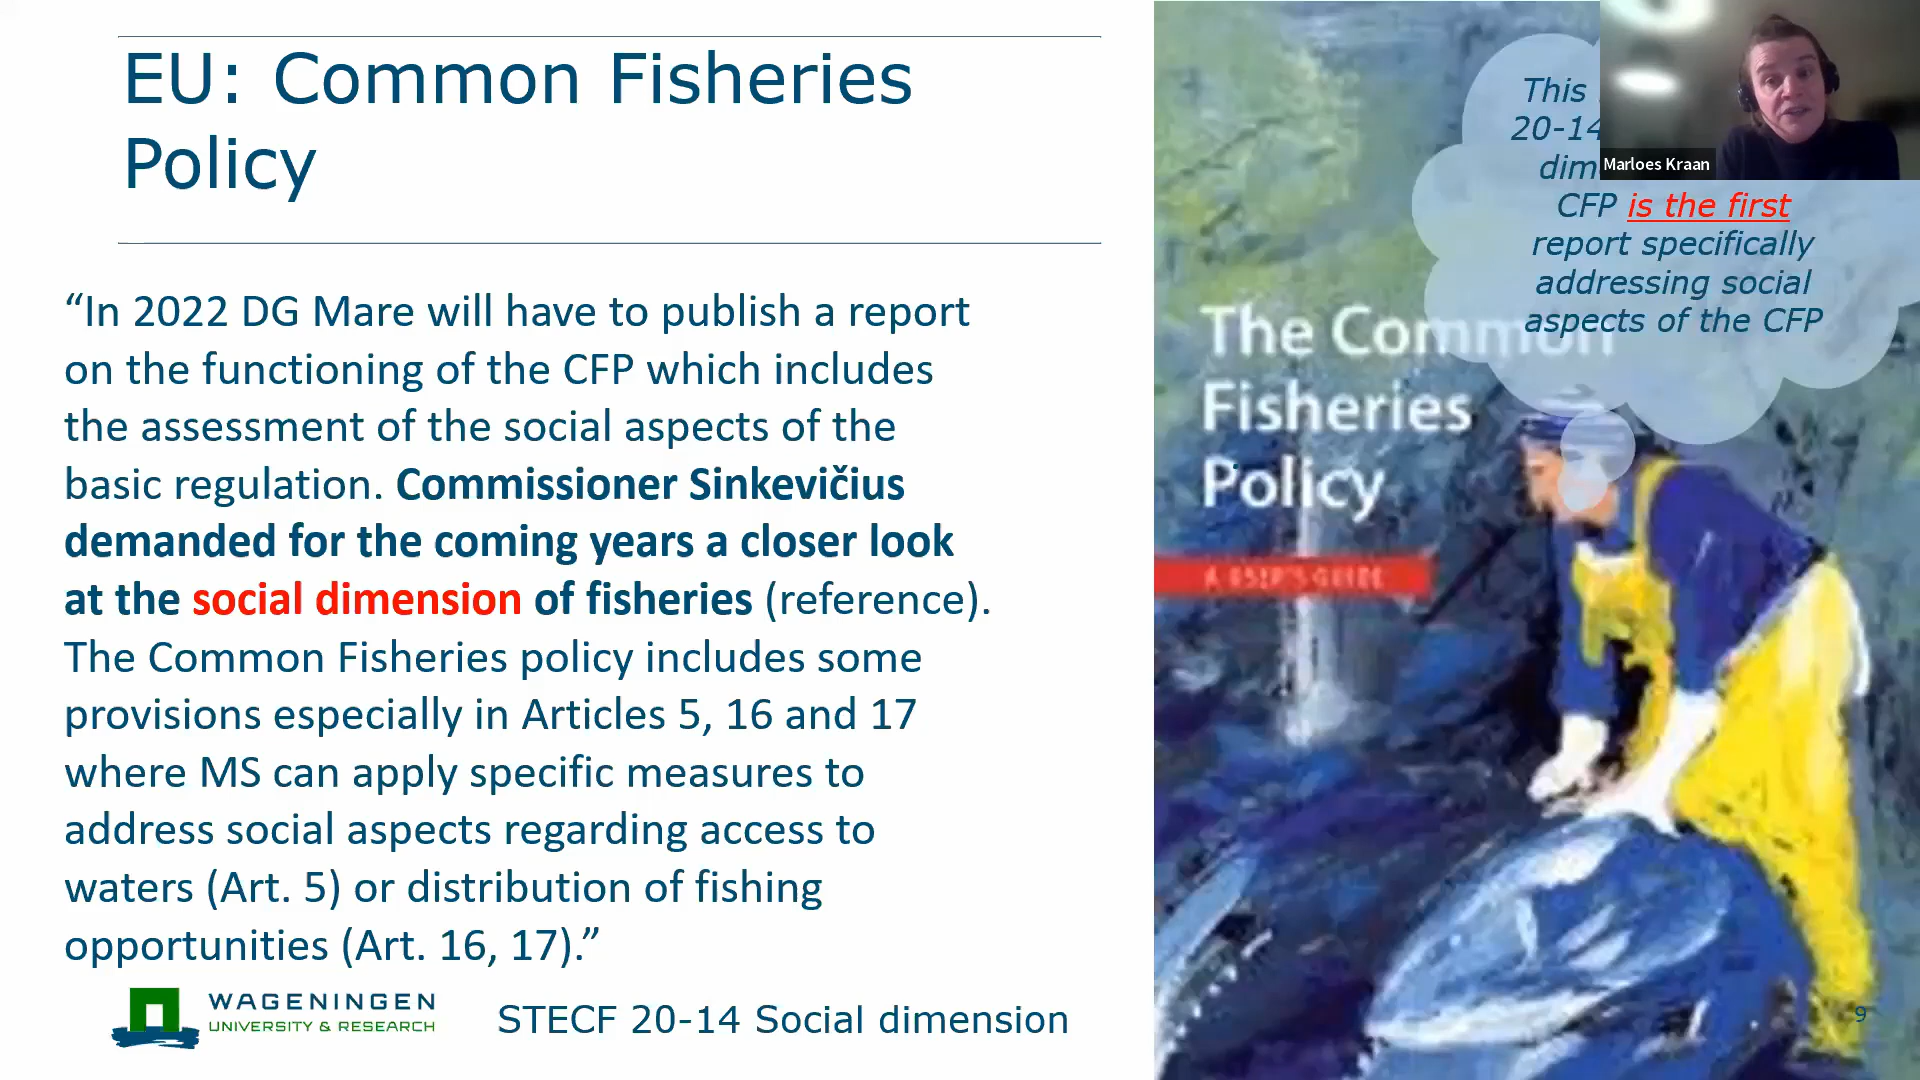 EU: Common Fisheries
Policy
“In 2022 DG Mare will have to publish a report
on the functioning of the CFP which includes
the assessment of the social aspects of the
basic regulation. Commissioner Sinkevičius
demanded for the coming years a closer look
at the social dimension of fisheries (reference).
The Common Fisheries policy includes some
provisions especially in Articles 5, 16 and 17
where MS can apply specific measures to
address social aspects regarding access to
waters (Art. 5) or distribution of fishing
opportunities (Art. 16, 17).”
WAGENINGEN
UNIVERSITY & RESEARCH
STECF 20-14 Social dimension
This
20-14
CFP is the first
report specifically
addressing social
aspects of the CFP
Marloes Kraan
The Common
Fisheries
Policy
A USER'S GUIDE
9